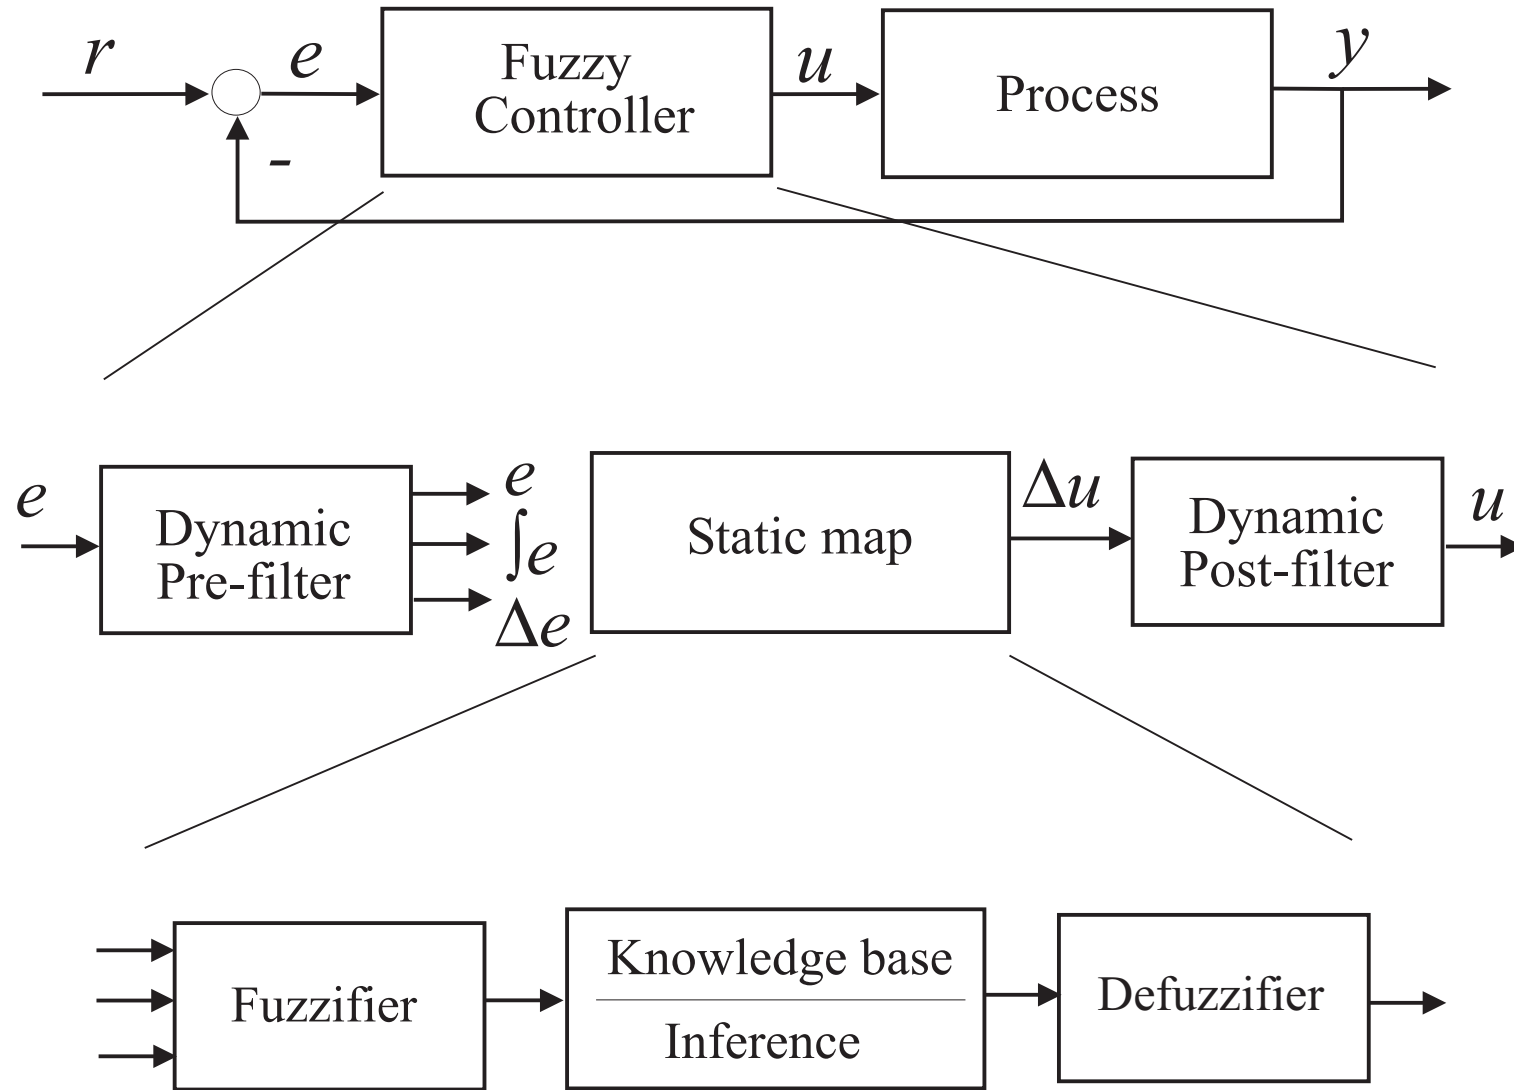 r
e
Fuzzy
Controller
u
Process
y
-
e
Dynamic
Pre-filter
e
∫e
Δe
Static map
Δu
Dynamic
Post-filter
u
Fuzzifier
Knowledge base
Inference
Defuzzifier